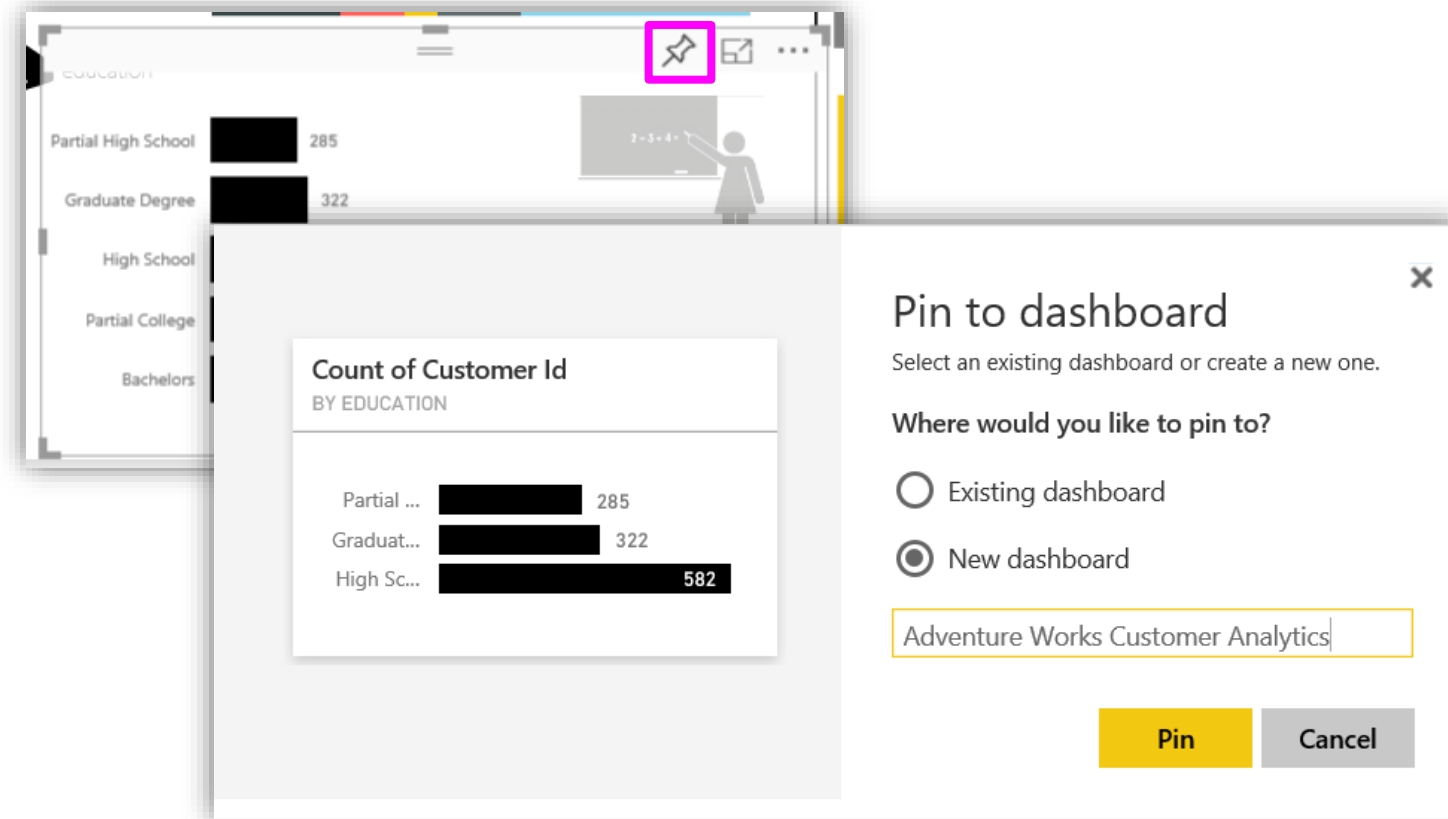 education
2+3+4=
Partial High School 285
Graduate Degree 322
High School
Partial College
Bachelors
Count of Customer Id
BY EDUCATION
Partial ... 285
Graduat... 322
High Sc... 582
Pin to dashboard
Select an existing dashboard or create a new one.
Where would you like to pin to?
Existing dashboard
New dashboard
Adventure Works Customer Analytics
Pin Cancel